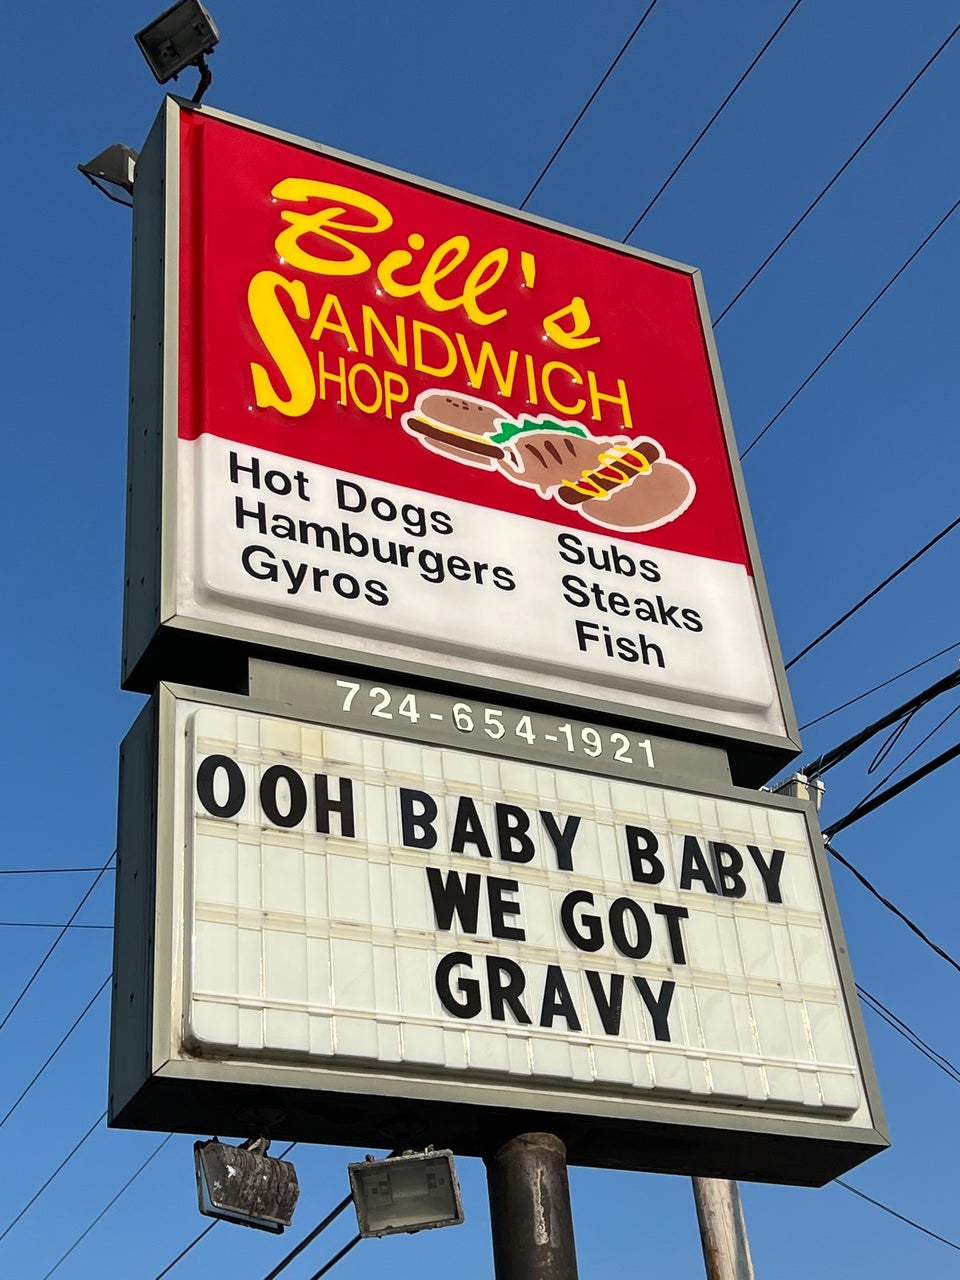 Bill's
SANDWICH
SHOP
Hot Dogs
Hamburgers
Gyros
Subs
Steaks
Fish
724-654-1921
OOH BABY BABY
WE GOT
GRAVY